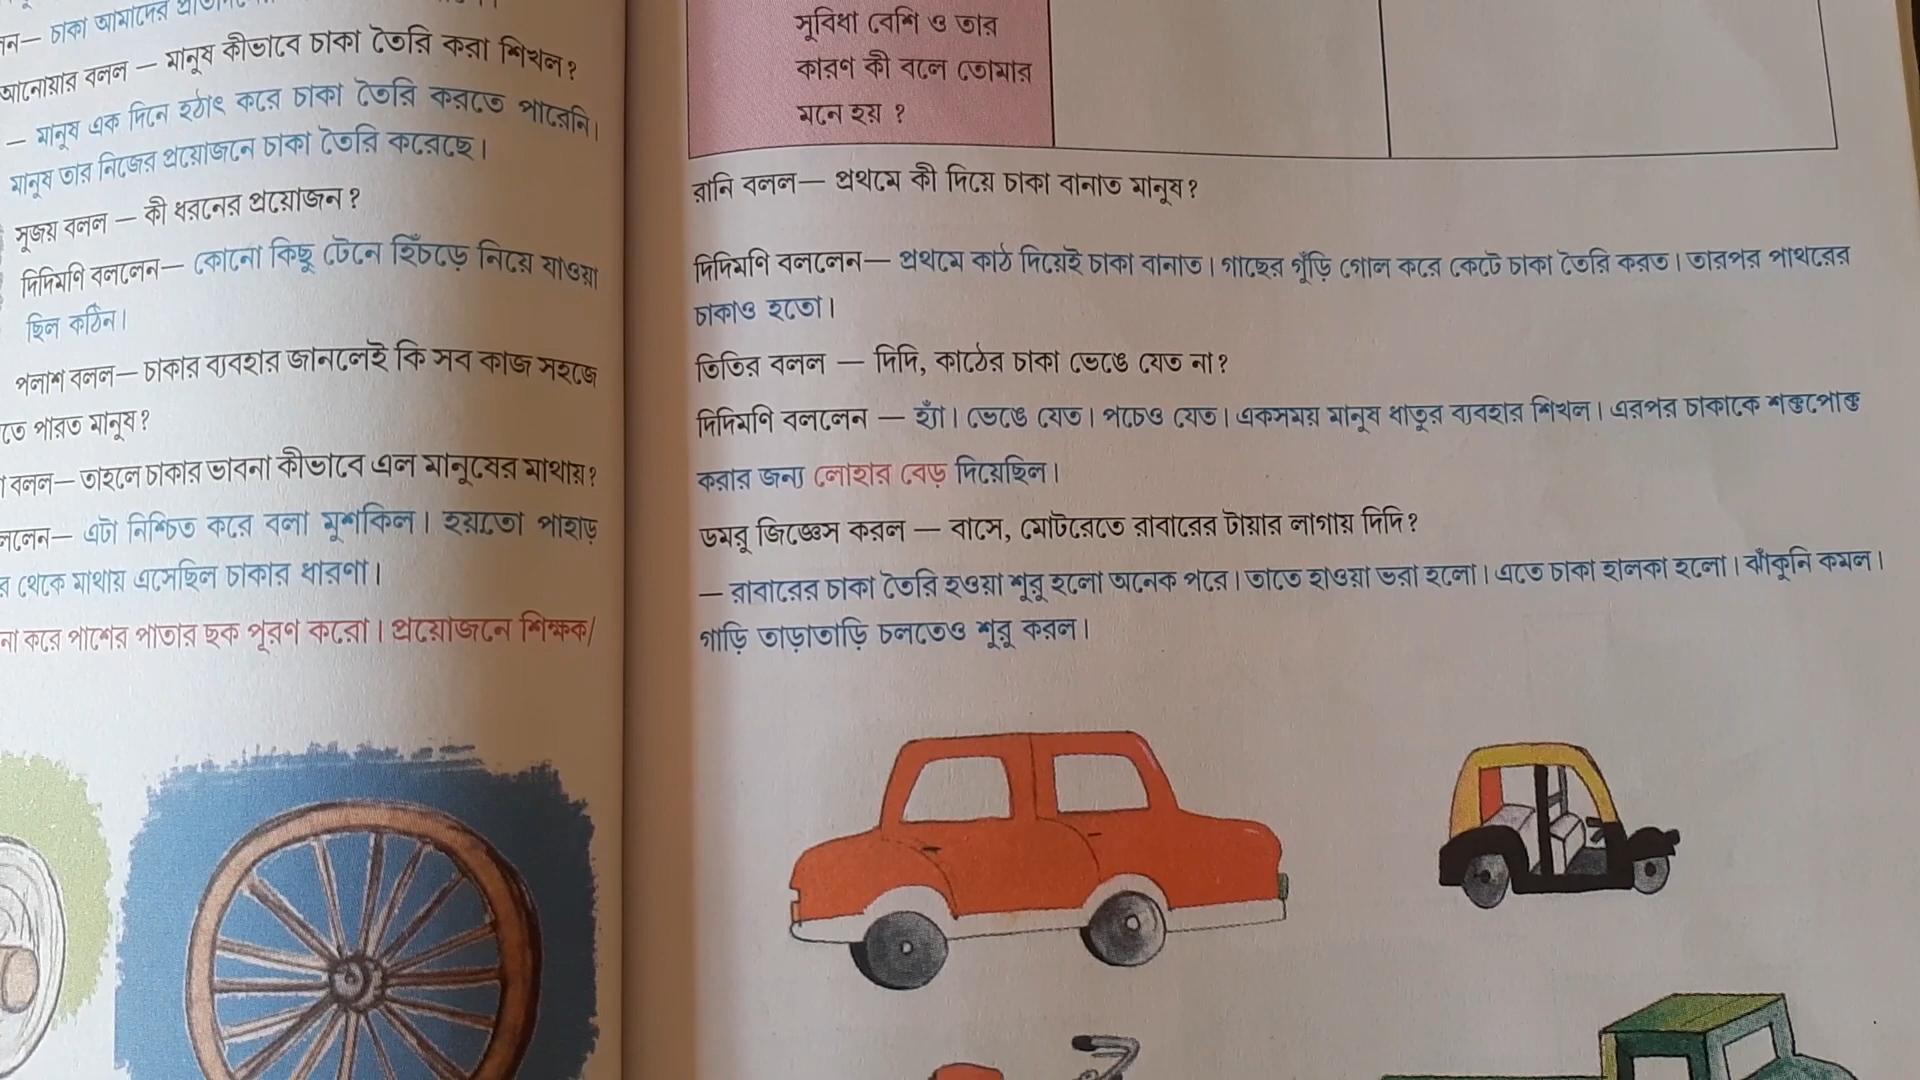 চাকা আমাদের
আনোয়ার বলল — মানুষ কীভাবে চাকা তৈরি করা শিখল?
— মানুষ এক দিনে হঠাৎ করে চাকা তৈরি করতে পারেনি।
মানুষ তার নিজের প্রয়োজনে চাকা তৈরি করেছে।
সুজয় বলল — কী ধরনের প্রয়োজন?
দিদিমণি বললেন— কোনো কিছু টেনে হিঁচড়ে নিয়ে যাওয়া
ছিল কঠিন।
পলাশ বলল— চাকার ব্যবহার জানলেই কি সব কাজ সহজে
তে পারত মানুষ?
বলল— তাহলে চাকার ভাবনা কীভাবে এল মানুষের মাথায়?
ললেন— এটা নিশ্চিত করে বলা মুশকিল। হয়তো পাহাড়
র থেকে মাথায় এসেছিল চাকার ধারণা।
না করে পাশের পাতার ছক পূরণ করো। প্রয়োজনে শিক্ষক/
সুবিধা বেশি ও তার
কারণ কী বলে তোমার
মনে হয় ?
রানি বলল— প্রথমে কী দিয়ে চাকা বানাত মানুষ?
দিদিমণি বললেন— প্রথমে কাঠ দিয়েই চাকা বানাত। গাছের গুঁড়ি গোল করে কেটে চাকা তৈরি করত। তারপর পাথরের
চাকাও হতো।
তিতির বলল — দিদি, কাঠের চাকা ভেঙে যেত না?
দিদিমণি বললেন — হ্যাঁ। ভেঙে যেত। পচেও যেত। একসময় মানুষ ধাতুর ব্যবহার শিখল। এরপর চাকাকে শক্তপোক্ত
করার জন্য লোহার বেড় দিয়েছিল।
ডমরু জিজ্ঞেস করল — বাসে, মোটরেতে রাবারের টায়ার লাগায় দিদি?
— রাবারের চাকা তৈরি হওয়া শুরু হলো অনেক পরে। তাতে হাওয়া ভরা হলো। এতে চাকা হালকা হলো। ঝাঁকুনি কমল।
গাড়ি তাড়াতাড়ি চলতেও শুরু করল।